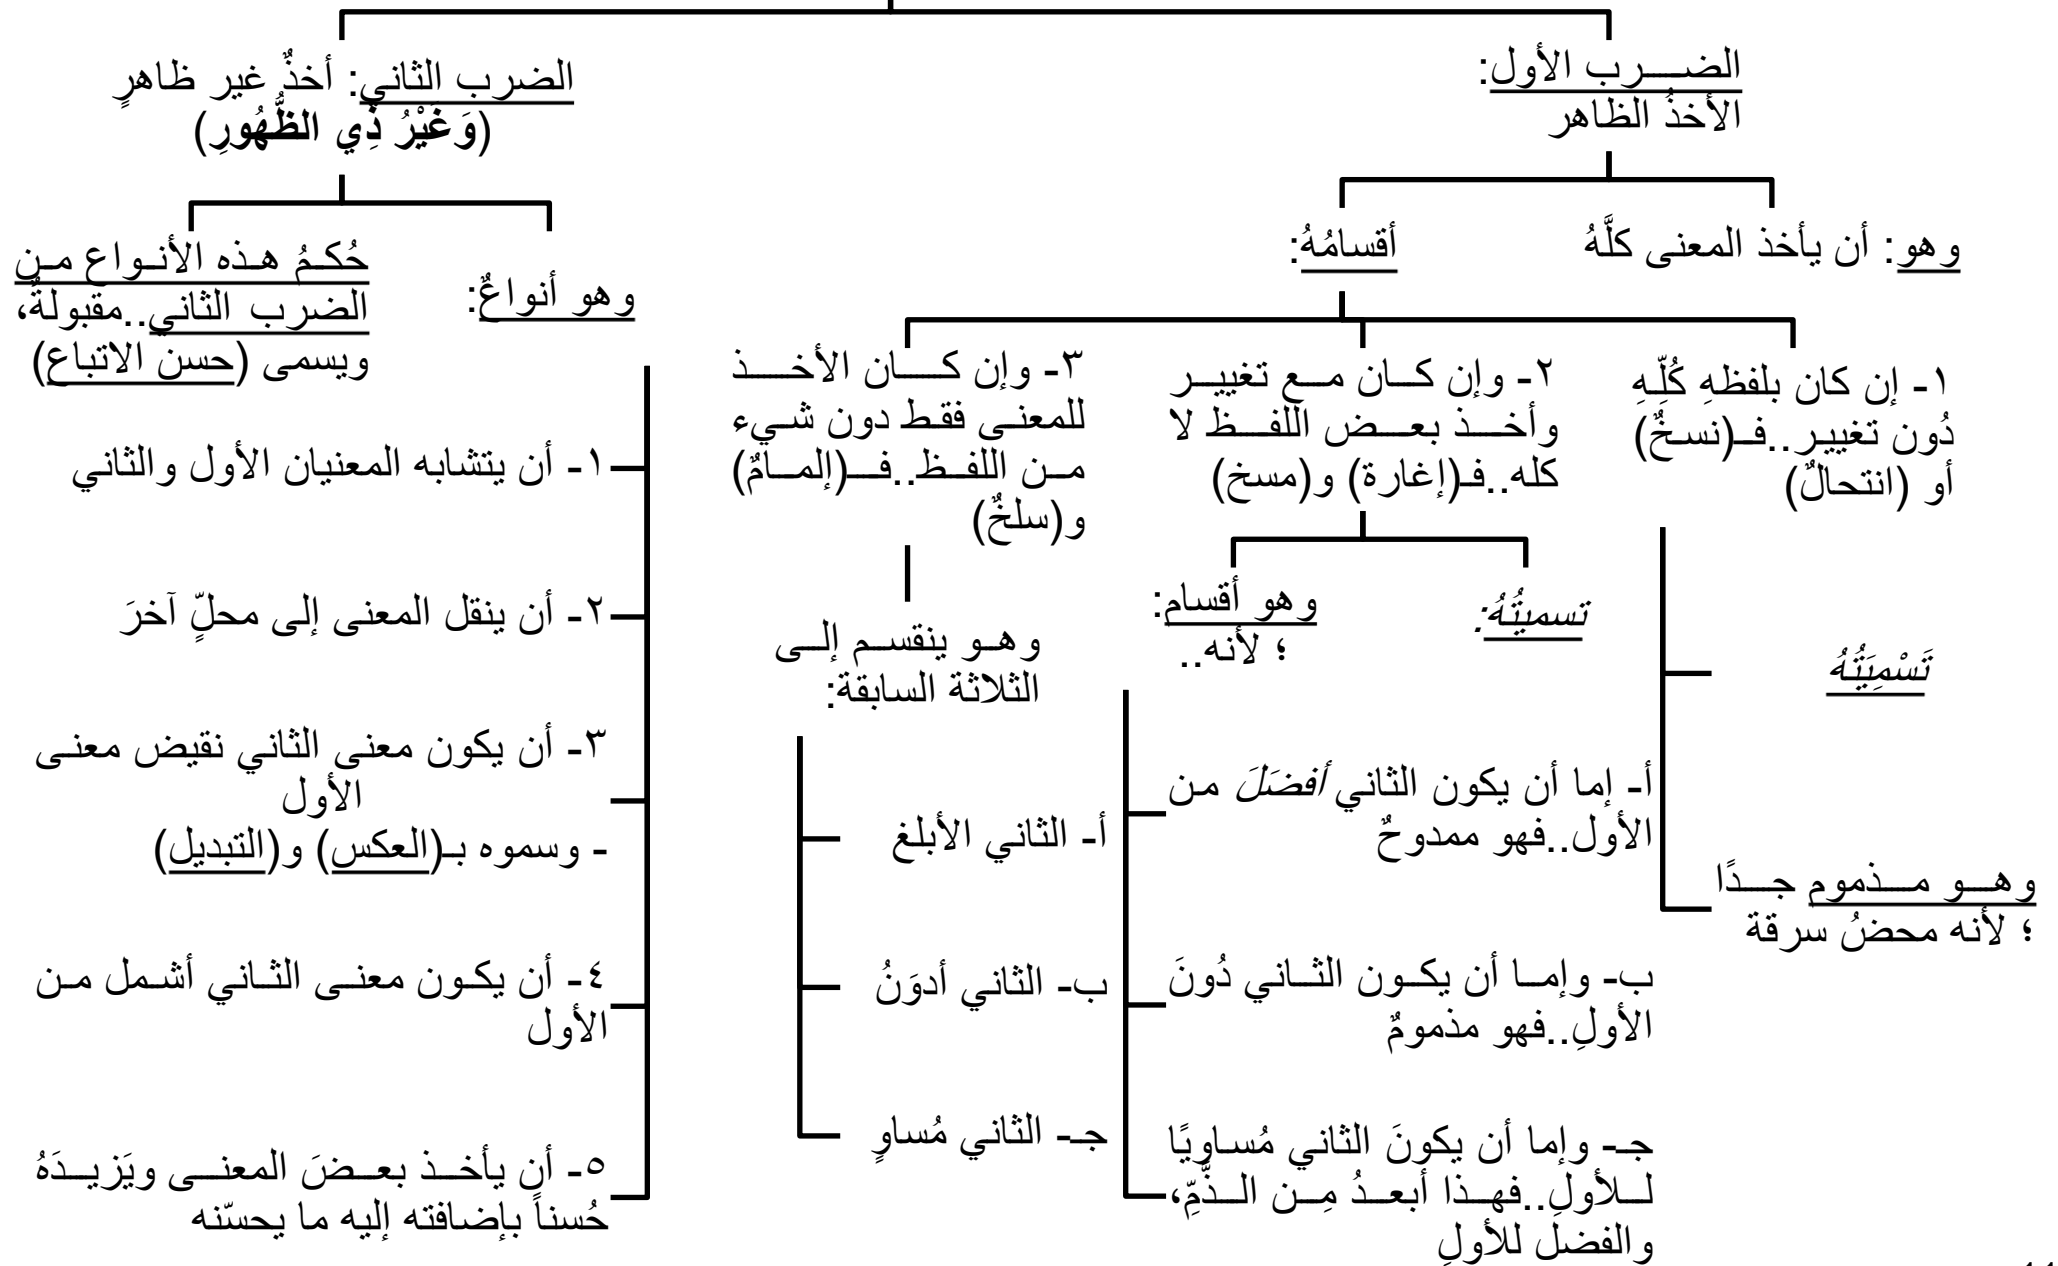 الضرب الأول:
الأخذُ الظاهر
وهو: أن يأخذ المعنى كلَّهُ
أقسامُهُ:
١- إن كان بلفظهِ كُلِّهِ
دُون تغيير..فـ(نسخٌ)
أو (انتحالٌ)
تَسْمِيَتُهُ
وهو مذموم جدًا
؛ لأنه محضُ سرقة
٢- وإن كان مع تغيير
وأخذ بعض اللفظ لا
كله..فـ(إغارة) و(مسخ)
تسميتُهُ:
وهو أقسام:
؛ لأنه..
أ- إما أن يكون الثاني أفضَلَ من
الأول..فهو ممدوحٌ
ب- وإما أن يكون الثاني دُونَ
الأولِ..فهو مذمومٌ
جـ- وإما أن يكونَ الثاني مُساويًا
للأولِ..فهذا أبعدُ مِن الذَّمِّ،
والفضلُ للأولِ
٣- وإن كان الأخذ
للمعنى فقط دون شيء
من اللفظ..فـ(إلمامٌ)
و(سلخٌ)
وهو ينقسم إلى
الثلاثة السابقة:
أ- الثاني الأبلغ
ب- الثاني أدوَنُ
جـ- الثاني مُساوٍ
الضرب الثاني: أخذٌ غير ظاهرٍ
(وَغَيْرُ ذِي الظُّهُورِ)
وهو أنواعٌ:
١- أن يتشابه المعنيان الأول والثاني
٢- أن ينقل المعنى إلى محلٍّ آخرَ
٣- أن يكون معنى الثاني نقيض معنى
الأول
- وسموه بـ(العكس) و(التبديل)
٤- أن يكون معنى الثاني أشمل من
الأول
٥- أن يأخذ بعضَ المعنى ويَزيدَهُ
حُسناً بإضافته إليه ما يحسّنه
حُكمُ هذه الأنواع من
الضرب الثاني..مقبولةٌ،
ويسمى (حسن الاتباع)